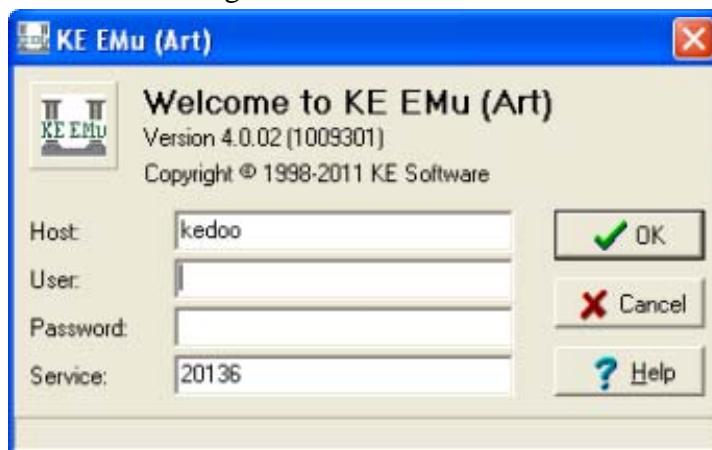 KE EMu (Art)
KE EMu
Welcome to KE EMu (Art)
Version 4.0.02 (1009301)
Copyright © 1998-2011 KE Software
Host: kedoo
OK
User:
Cancel
Password:
Service: 20136
Help